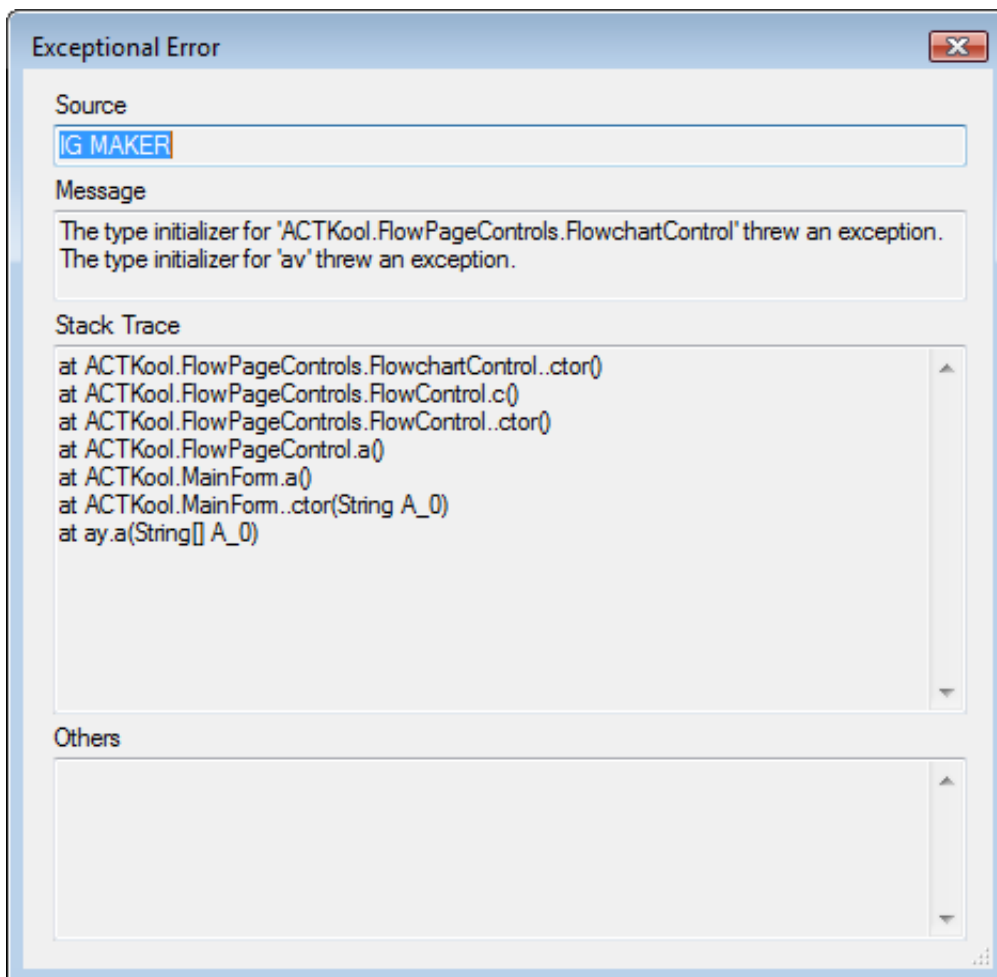 Exceptional Error
Source
IG MAKER
Message
The type initializer for 'ACTKool.FlowPageControls.FlowchartControl' threw an exception.
The type initializer for 'av' threw an exception.
Stack Trace
at ACTKool.FlowPageControls.FlowchartControl..ctor()
at ACTKool.FlowPageControls.FlowControl.c()
at ACTKool.FlowPageControls.FlowControl..ctor()
at ACTKool.FlowPageControl.a()
at ACTKool.MainForm.a()
at ACTKool.MainForm..ctor(String A_0)
at ay.a(String[] A_0)
Others